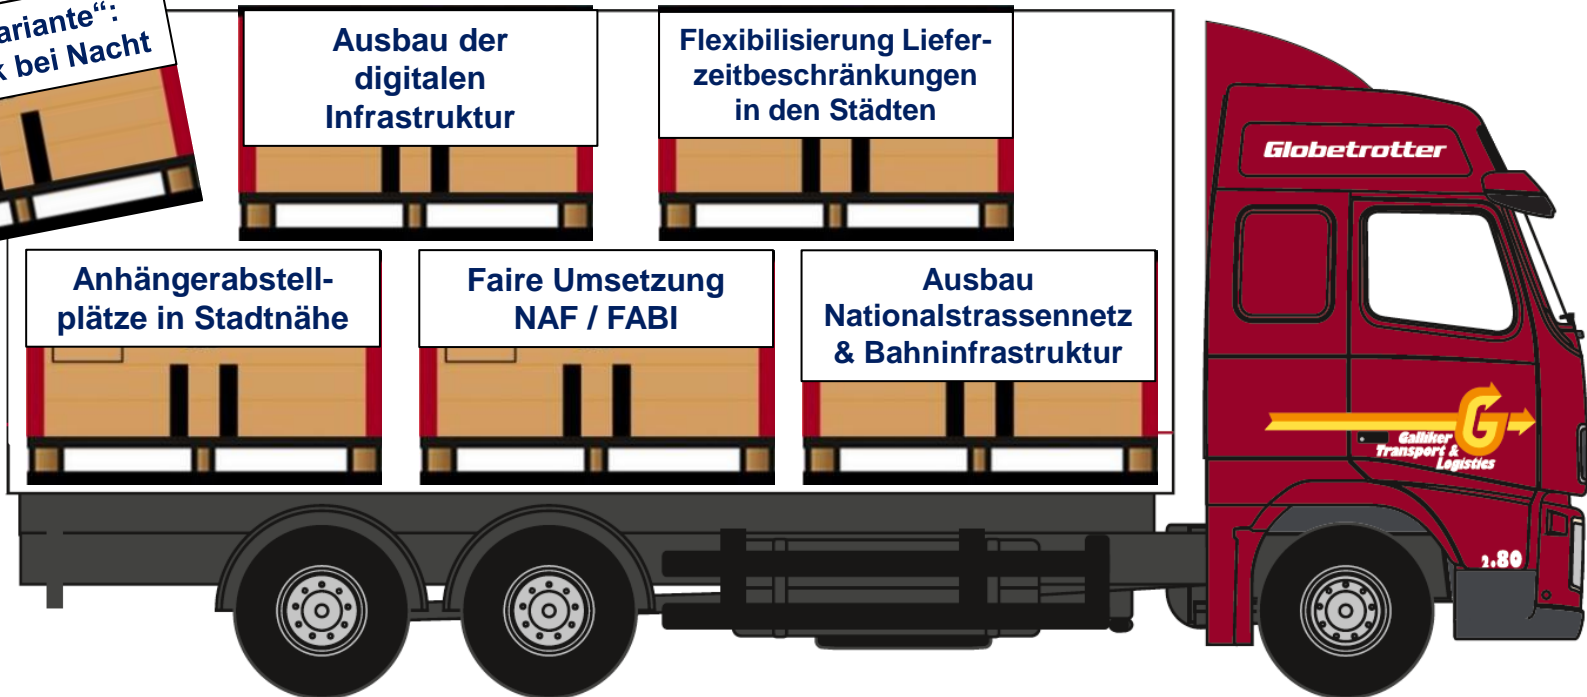 ariante“:
bei Nacht
Ausbau der
digitalen
Infrastruktur
Flexibilisierung Liefer-
zeitbeschränkungen
in den Städten
Anhängerabstell-
plätze in Stadtnähe
Faire Umsetzung
NAF / FABI
Ausbau
Nationalstrassennetz
& Bahninfrastruktur
Globetrotter
G
Galliker
Transport &
Logistics
2.80